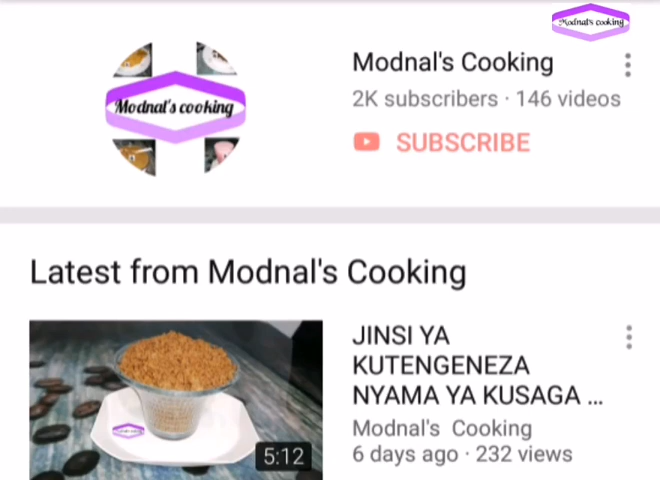 Modnal's cooking
Modnal's cooking
Modnal's Cooking
2K subscribers · 146 videos
SUBSCRIBE
Latest from Modnal's Cooking
JINSI YA
KUTENGENEZA
NYAMA YA KUSAGA ...
Modnal's Cooking
6 days ago · 232 views
5:12